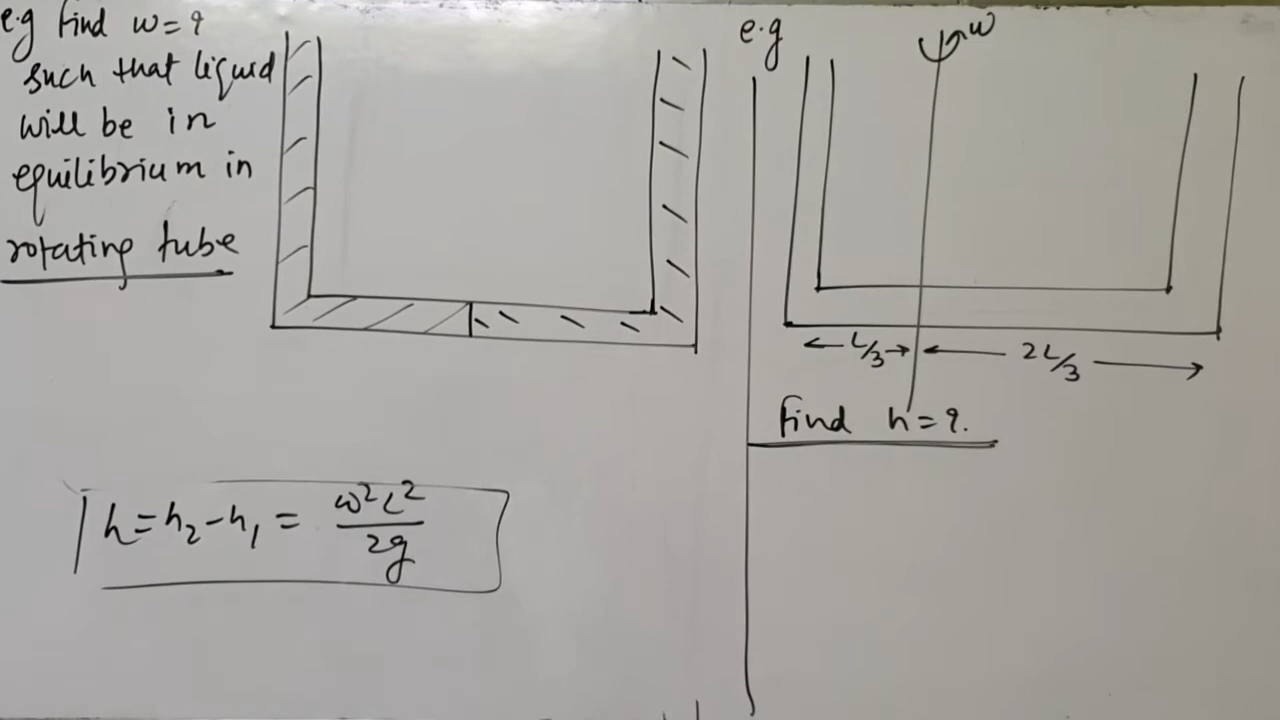 e.g find w=?
such that liquid
will be in
equilibrium in
rotating tube
h=h₂-h₁ = ω²L²/2g
e.g
ω
L/3
2L/3
Find h=?.